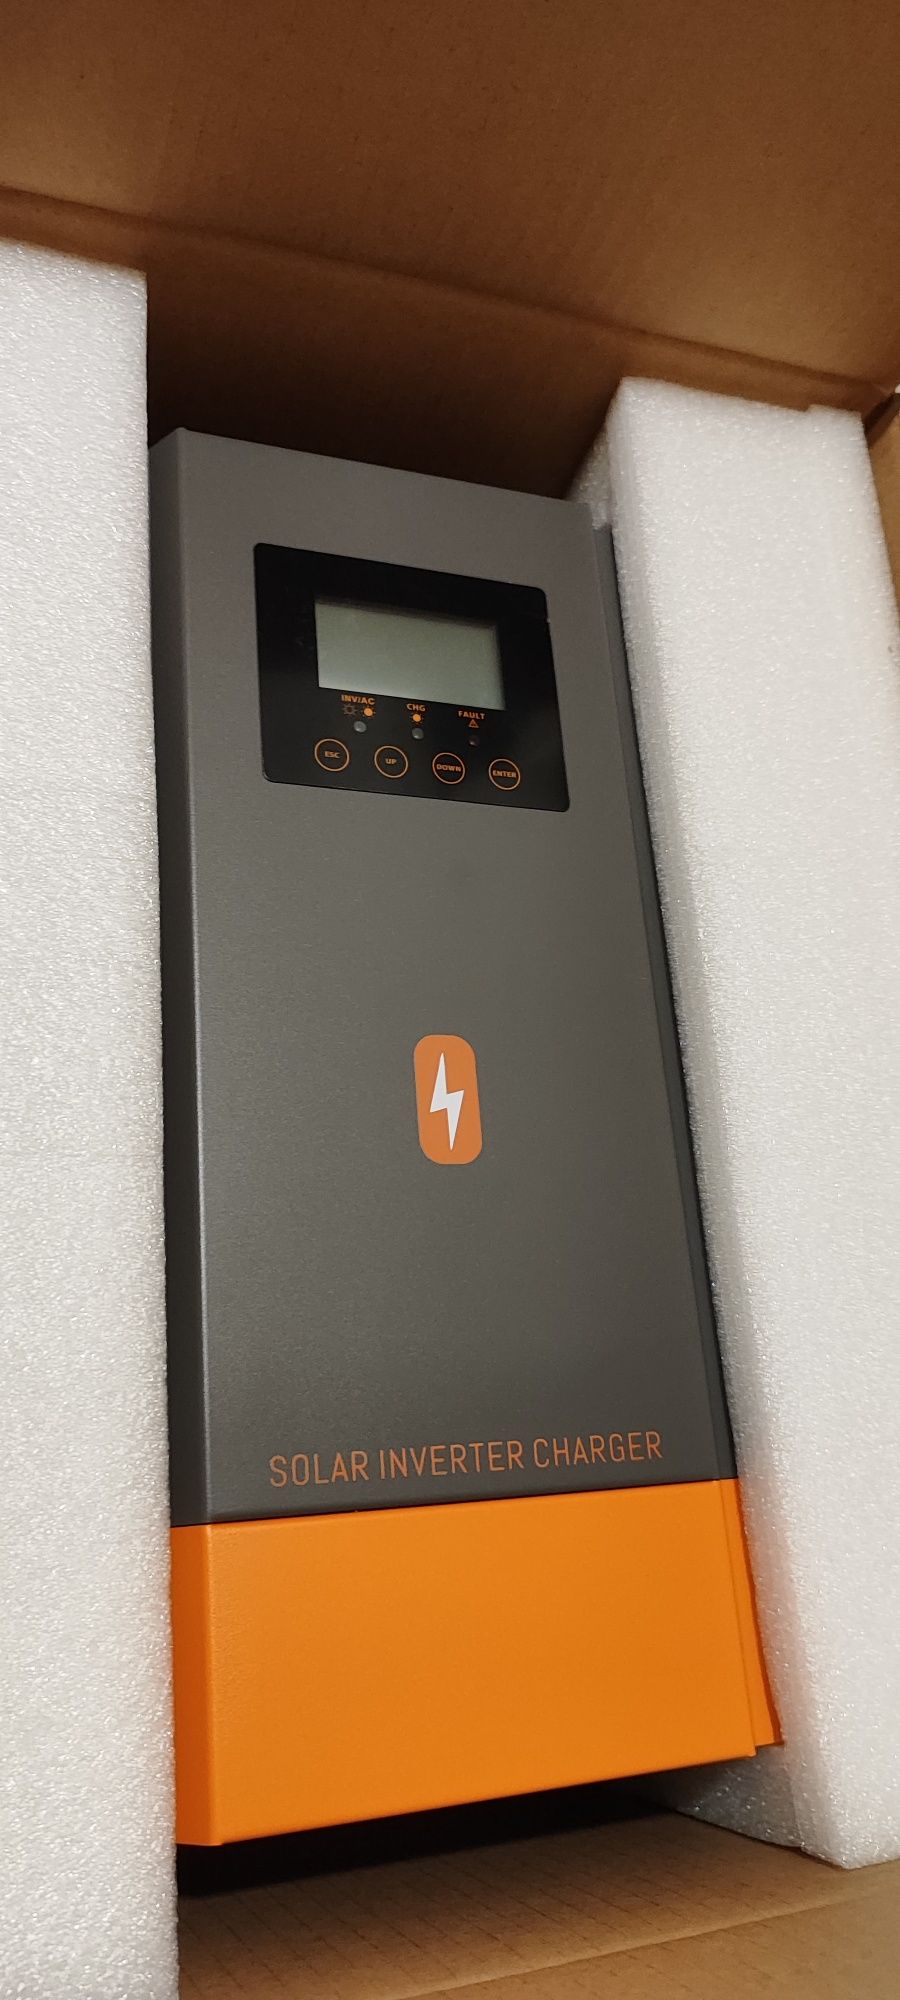 INV/AC CHG FAULT
ESC UP DOWN ENTER
SOLAR INVERTER CHARGER